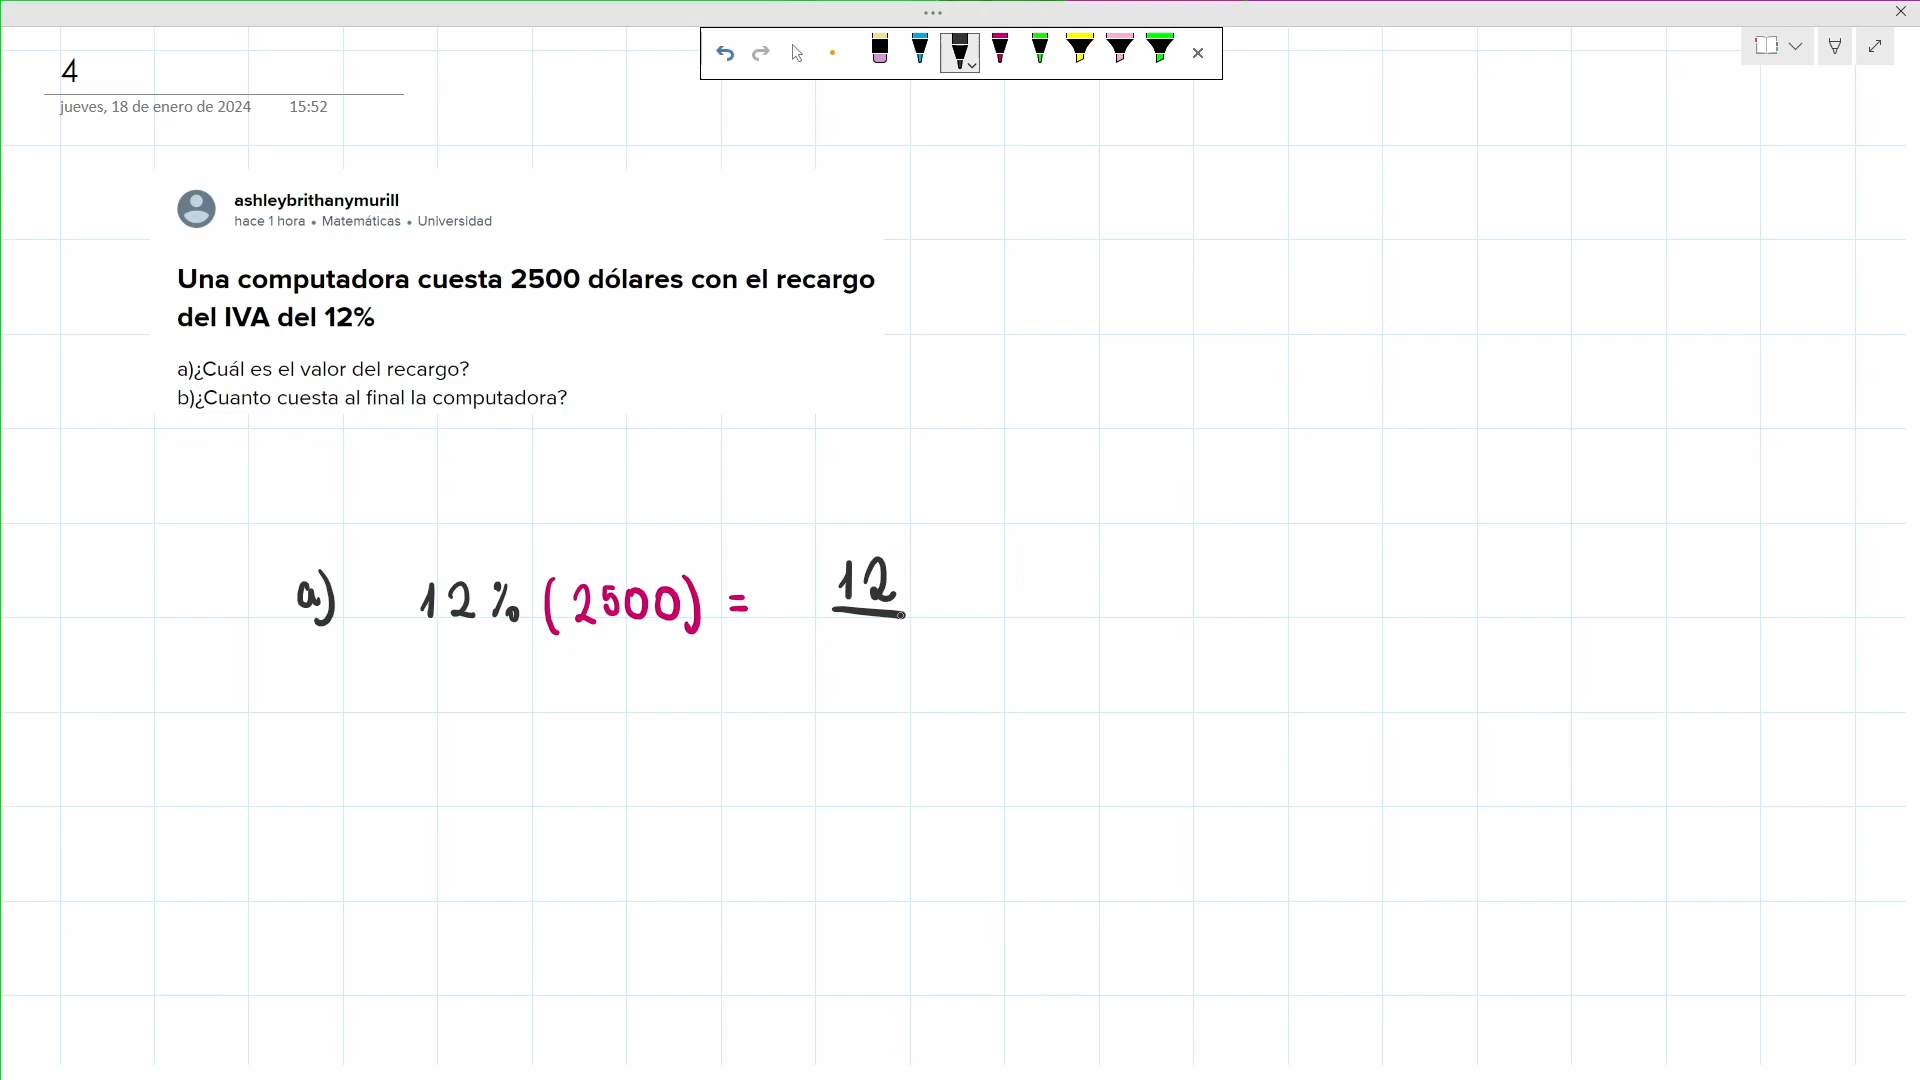 4
jueves, 18 de enero de 2024 15:52
ashleybrithanymurill
hace 1 hora • Matemáticas • Universidad
Una computadora cuesta 2500 dólares con el recargo
del IVA del 12%
a)¿Cuál es el valor del recargo?
b)¿Cuanto cuesta al final la computadora?
a) 12% (2500) = 12